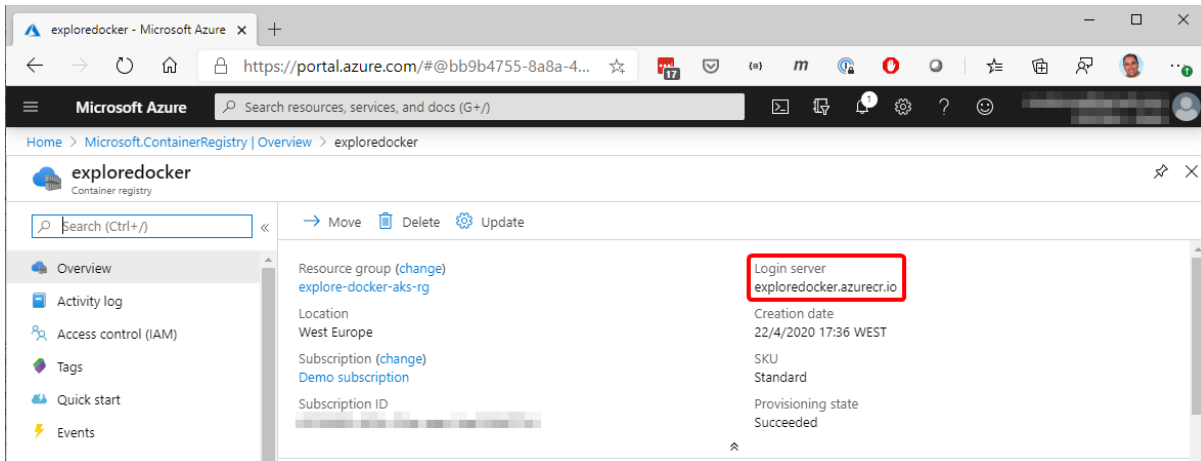 exploredocker - Microsoft Azure
https://portal.azure.com/#@bb9b4755-8a8a-4...
17
m
Microsoft Azure
Search resources, services, and docs (G+/)
1
Home > Microsoft.ContainerRegistry | Overview > exploredocker
exploredocker
Container registry
Search (Ctrl+/)
Move Delete Update
Overview
Activity log
Access control (IAM)
Tags
Quick start
Events
Resource group (change)
explore-docker-aks-rg
Location
West Europe
Subscription (change)
Demo subscription
Subscription ID
Login server
exploredocker.azurecr.io
Creation date
22/4/2020 17:36 WEST
SKU
Standard
Provisioning state
Succeeded